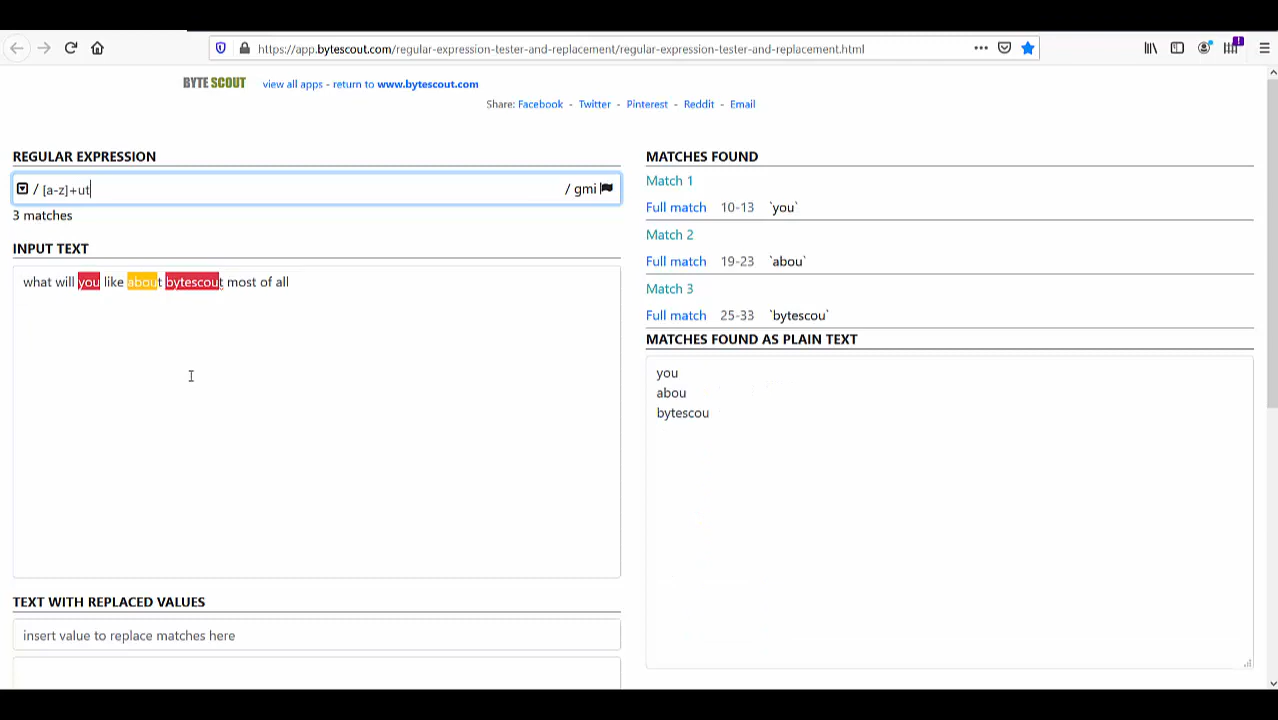 https://app.bytescout.com/regular-expression-tester-and-replacement/regular-expression-tester-and-replacement.html
BYTE SCOUT view all apps - return to www.bytescout.com
Share: Facebook - Twitter - Pinterest - Reddit - Email
REGULAR EXPRESSION
/ [a-z]+ut / gmi
3 matches
INPUT TEXT
what will you like about bytescout most of all
TEXT WITH REPLACED VALUES
insert value to replace matches here
MATCHES FOUND
Match 1
Full match 10-13 `you`
Match 2
Full match 19-23 `abou`
Match 3
Full match 25-33 `bytescou`
MATCHES FOUND AS PLAIN TEXT
you
abou
bytescou